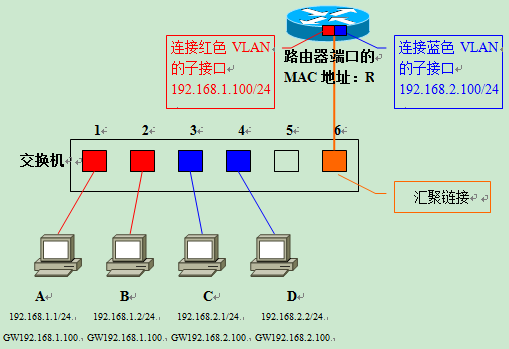 连接红色 VLAN
的子接口
192.168.1.100/24
路由器端口的
MAC 地址：R
连接蓝色 VLAN
的子接口
192.168.2.100/24
1 2 3 4 5 6
交换机
汇聚链接
A B C D
192.168.1.1/24 192.168.1.2/24 192.168.2.1/24 192.168.2.2/24
GW192.168.1.100 GW192.168.1.100 GW192.168.2.100 GW192.168.2.100